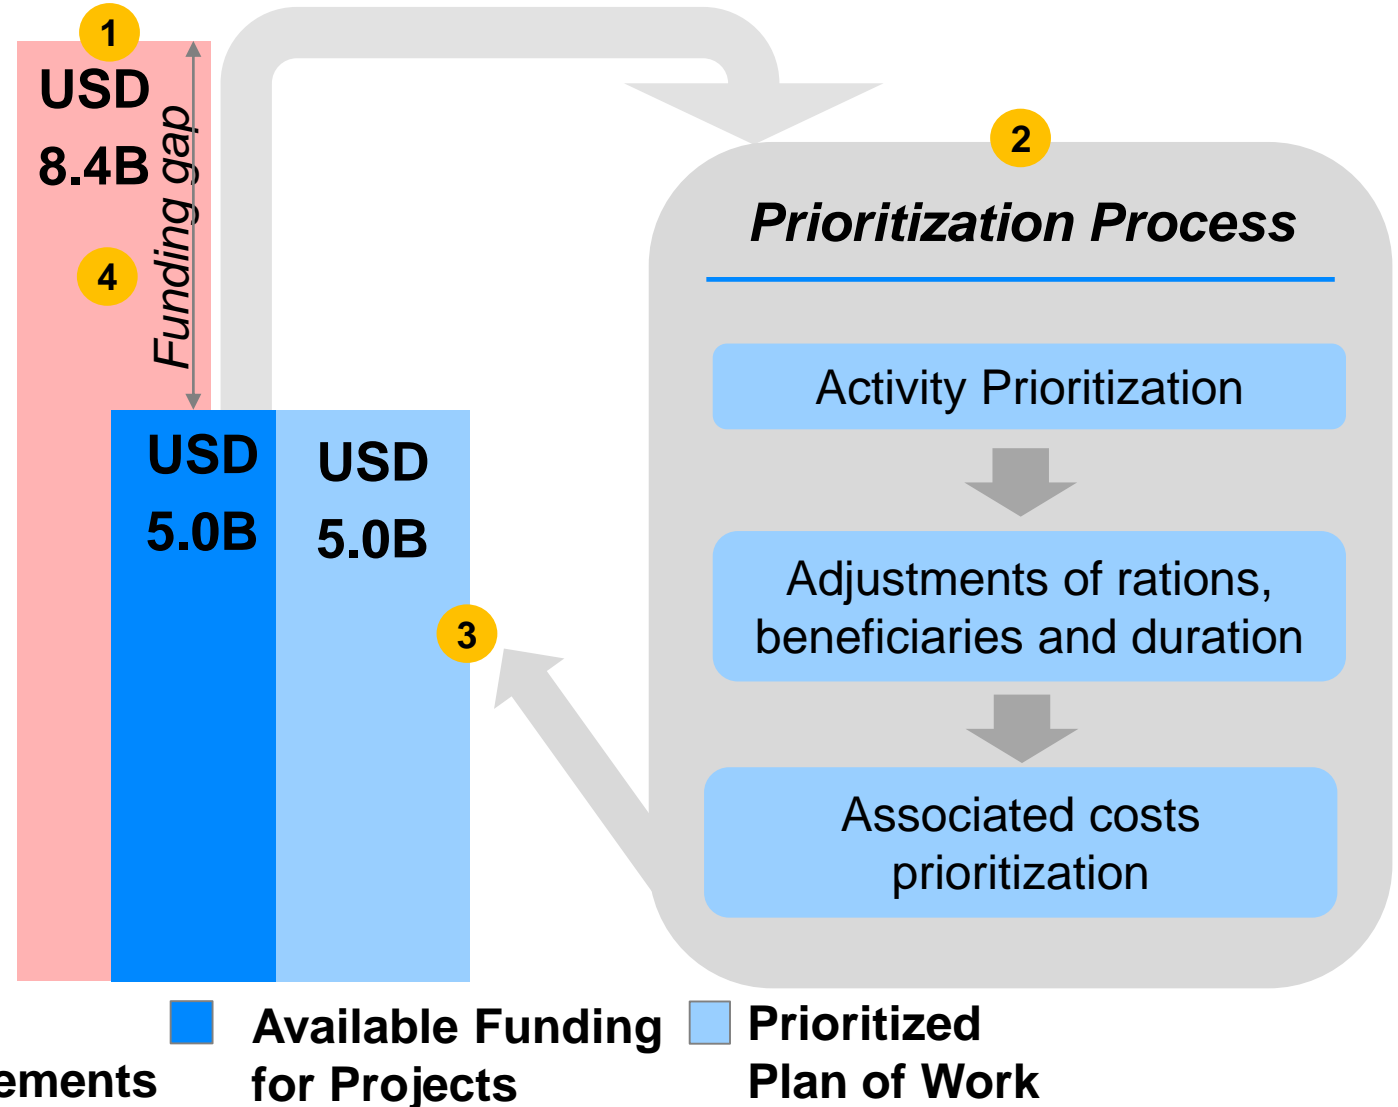 1
USD
8.4B
Funding gap
4
USD
5.0B
USD
5.0B
3
2
Prioritization Process
Activity Prioritization
Adjustments of rations,
beneficiaries and duration
Associated costs
prioritization
ements
Available Funding
for Projects
Prioritized
Plan of Work